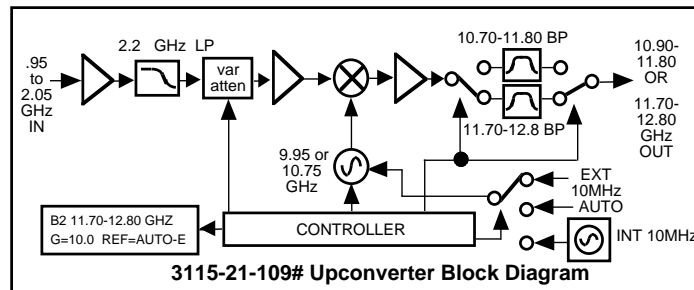 2.2 GHz LP
.95
to
2.05
GHz
IN
var
atten
10.70-11.80 BP
11.70-12.8 BP
10.90-
11.80
OR
11.70-
12.80
GHz
OUT
9.95 or
10.75
GHz
EXT
10MHz
AUTO
INT 10MHz
B2 11.70-12.80 GHZ
G=10.0 REF=AUTO-E
CONTROLLER
3115-21-109# Upconverter Block Diagram